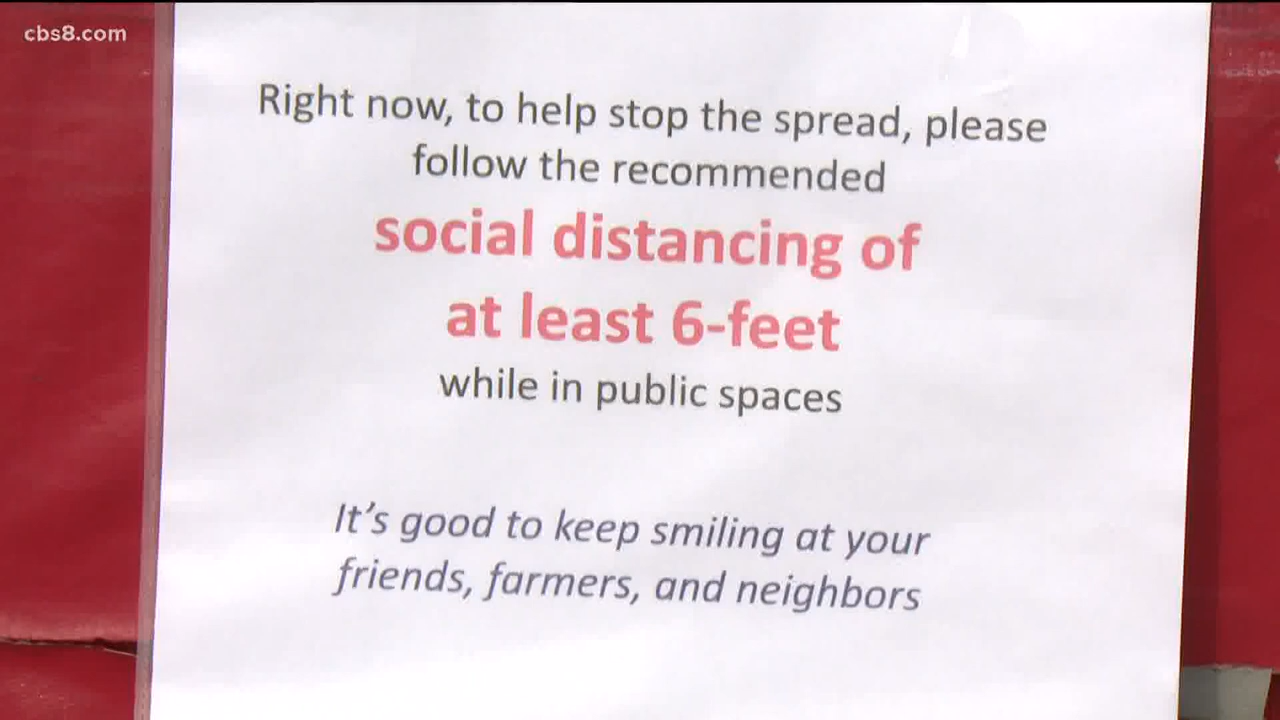 cbs8.com
Right now, to help stop the spread, please
follow the recommended
social distancing of
at least 6-feet
while in public spaces
It's good to keep smiling at your
friends, farmers, and neighbors